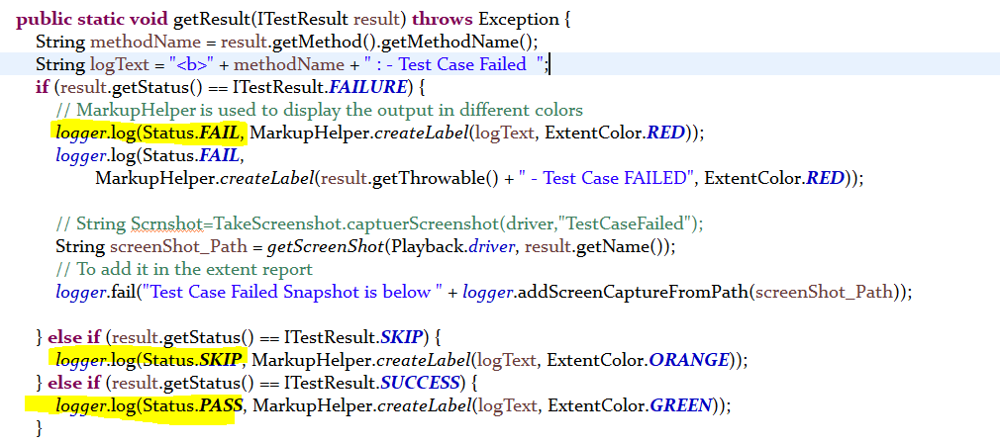 public static void getResult(ITestResult result) throws Exception {
String methodName = result.getMethod().getMethodName();
String logText = "<b>" + methodName + " : - Test Case Failed  ";
if (result.getStatus() == ITestResult.FAILURE) {
// MarkupHelper is used to display the output in different colors
logger.log(Status.FAIL, MarkupHelper.createLabel(logText, ExtentColor.RED));
logger.log(Status.FAIL,
MarkupHelper.createLabel(result.getThrowable() + " - Test Case FAILED", ExtentColor.RED));
// String Scrnshot=TakeScreenshot.captuerScreenshot(driver,"TestCaseFailed");
String screenShot_Path = getScreenShot(Playback.driver, result.getName());
// To add it in the extent report
logger.fail("Test Case Failed Snapshot is below " + logger.addScreenCaptureFromPath(screenShot_Path));
} else if (result.getStatus() == ITestResult.SKIP) {
logger.log(Status.SKIP, MarkupHelper.createLabel(logText, ExtentColor.ORANGE));
} else if (result.getStatus() == ITestResult.SUCCESS) {
logger.log(Status.PASS, MarkupHelper.createLabel(logText, ExtentColor.GREEN));
}